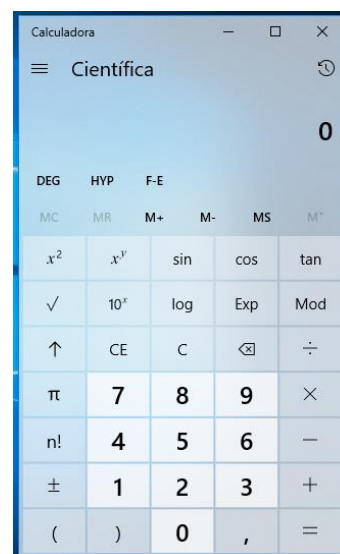 Calculadora
Científica
0
DEG HYP F-E
MC MR M+ M- MS M˅
x² xʸ sin cos tan
√ 10ˣ log Exp Mod
↑ CE C ⌫ ÷
π 7 8 9 ×
n! 4 5 6 −
± 1 2 3 +
( ) 0 , =